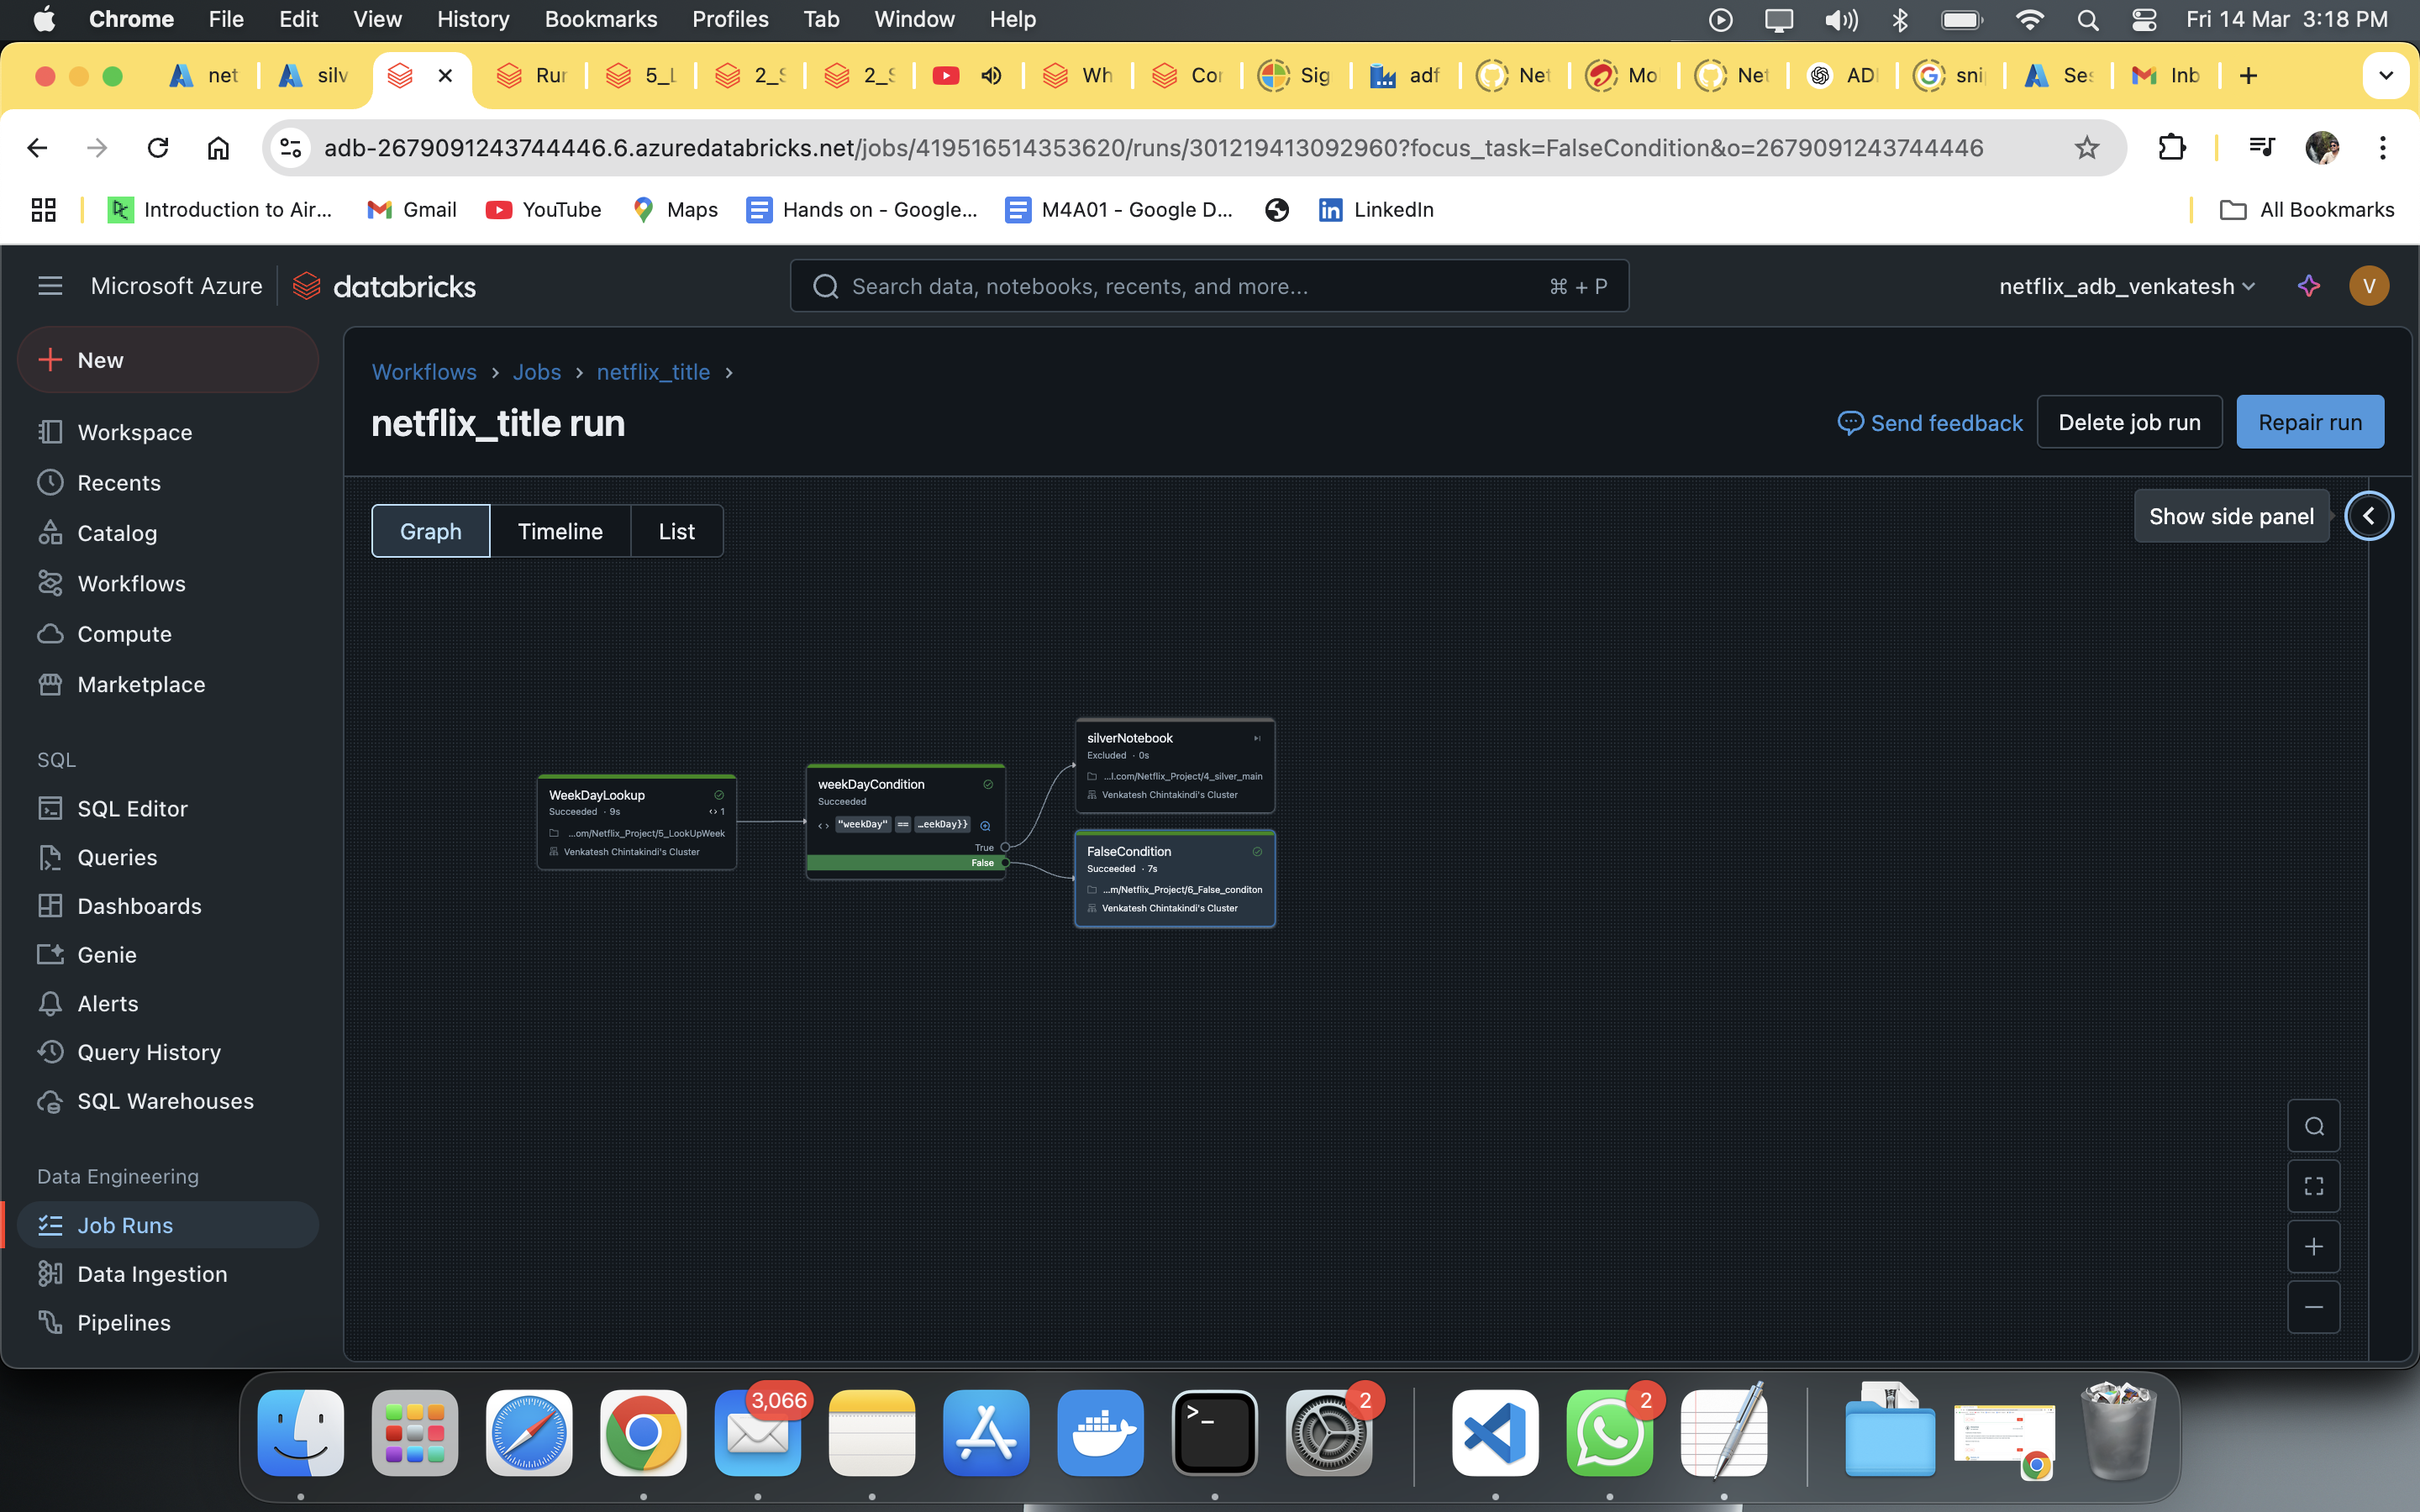 Chrome File Edit View History Bookmarks Profiles Tab Window Help Fri 14 Mar 3:18 PM
net silv Rur 5_L 2_S 2_S Wh Cor Sig adf Net Mo Net AD sni Ses Inb
adb-2679091243744446.6.azuredatabricks.net/jobs/419516514353620/runs/301219413092960?focus_task=FalseCondition&o=2679091243744446
Introduction to Air... Gmail YouTube Maps Hands on - Google... M4A01 - Google D... LinkedIn All Bookmarks
Microsoft Azure databricks Search data, notebooks, recents, and more... ⌘ + P netflix_adb_venkatesh V
New
Workspace
Recents
Catalog
Workflows
Compute
Marketplace
SQL
SQL Editor
Queries
Dashboards
Genie
Alerts
Query History
SQL Warehouses
Data Engineering
Job Runs
Data Ingestion
Pipelines
Workflows › Jobs › netflix_title ›
netflix_title run
Send feedback Delete job run Repair run
Graph Timeline List
Show side panel
WeekDayLookup
Succeeded · 9s 1
...om/Netflix_Project/5_LookUpWeek
Venkatesh Chintakindi's Cluster
weekDayCondition
Succeeded
"weekDay" == …eekDay}}
True
False
silverNotebook
Excluded · 0s
...l.com/Netflix_Project/4_silver_main
Venkatesh Chintakindi's Cluster
FalseCondition
Succeeded · 7s
...m/Netflix_Project/6_False_conditon
Venkatesh Chintakindi's Cluster
3,066
2
2